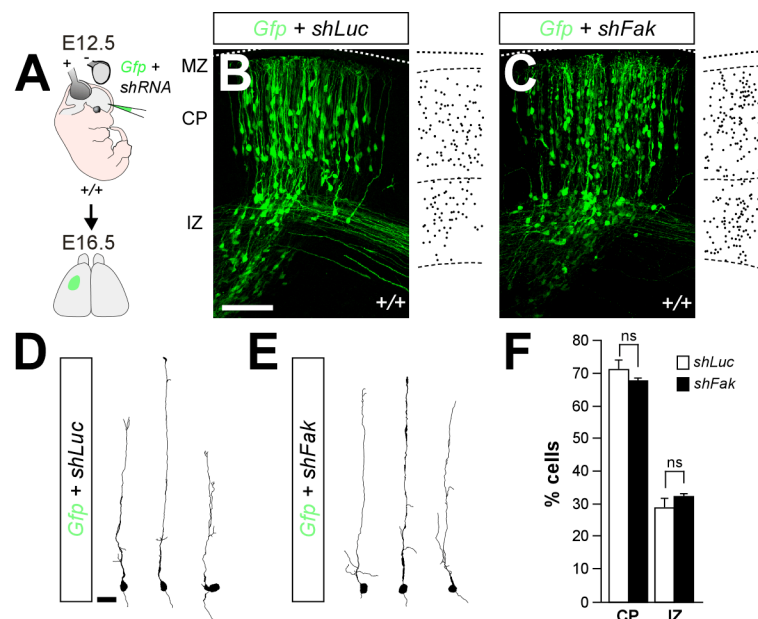 A
E12.5
+ -
Gfp +
shRNA
+/+
E16.5
Gfp + shLuc
B
MZ
CP
IZ
+/+
Gfp + shFak
C
+/+
D
Gfp + shLuc
E
Gfp + shFak
F
% cells
80
70
60
50
40
30
20
10
0
ns
ns
shLuc
shFak
CP IZ